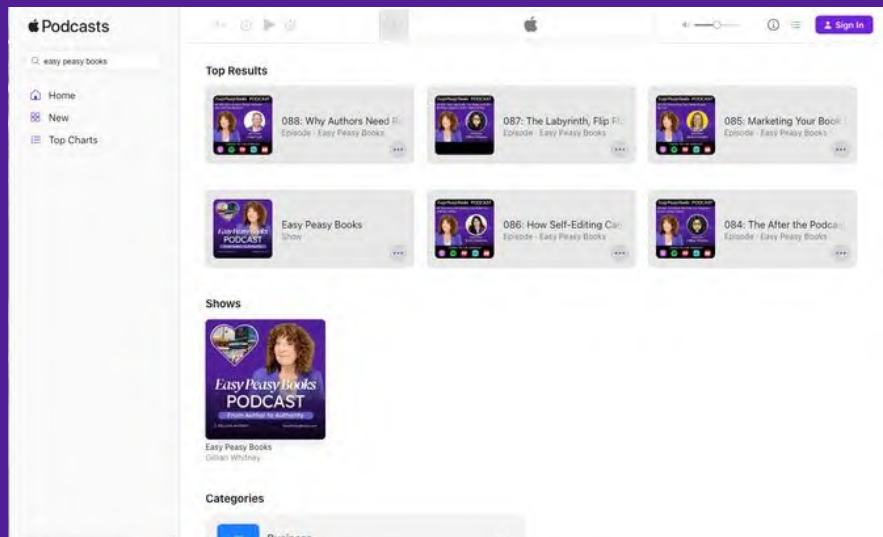 Podcasts
Sign In
easy peasy books
Home
New
Top Charts
Top Results
088: Why Authors Need
Episode · Easy Peasy Books
087: The Labyrinth, Flip
Episode · Easy Peasy Books
085: Marketing Your Book
Episode · Easy Peasy Books
Easy Peasy Books
Show
086: How Self-Editing
Episode · Easy Peasy Books
084: The After the
Episode · Easy Peasy Books
Shows
Easy Peasy Books
PODCAST
From Author to Authority
Easy Peasy Books
Gillian Whitney
Categories
Business